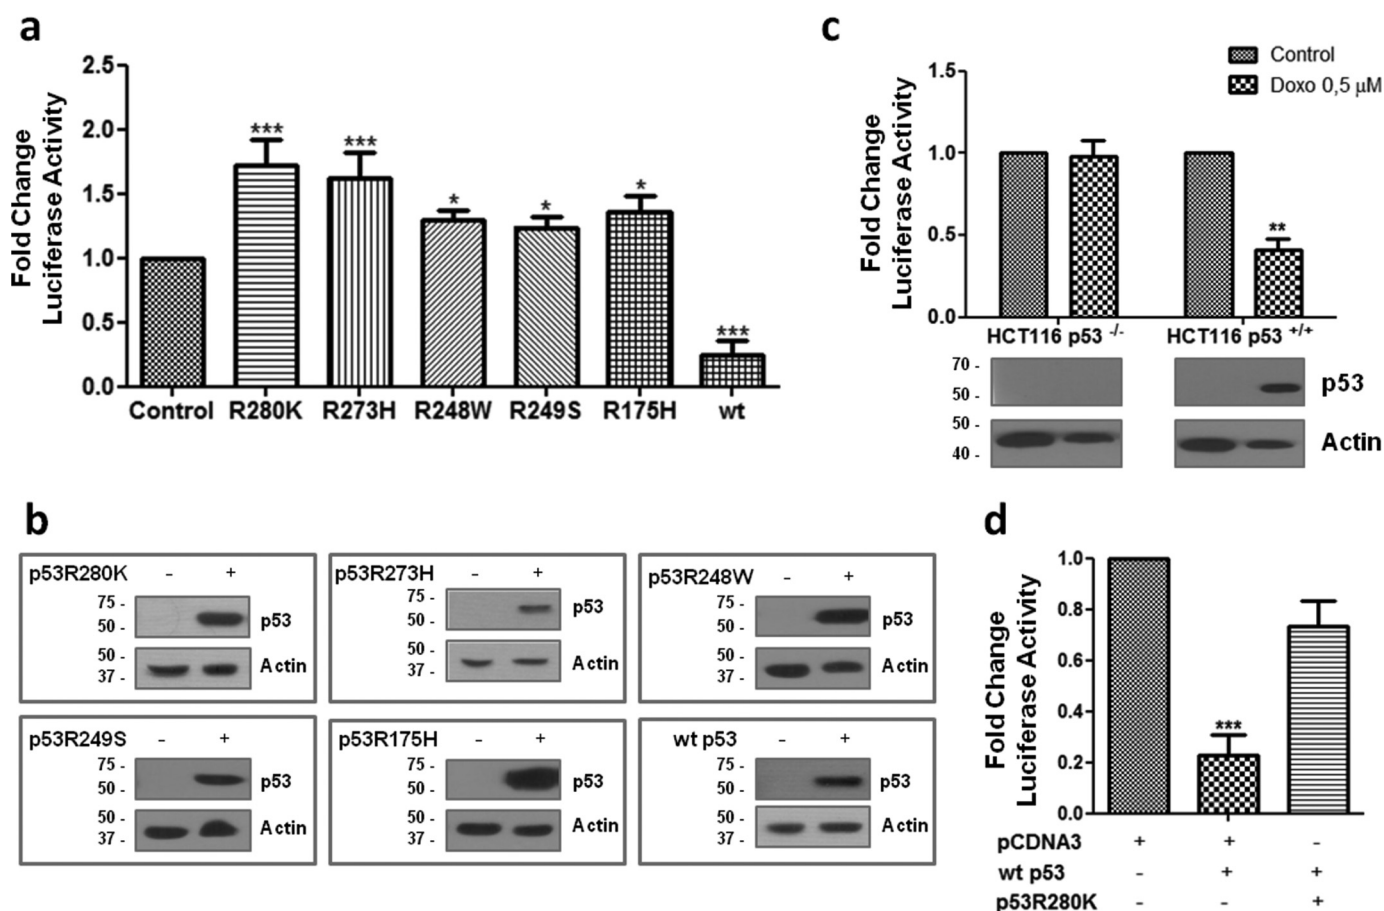 a
Fold Change
Luciferase Activity
2.5
2.0
1.5
1.0
0.5
0.0
***
***
*
*
*
***
Control R280K R273H R248W R249S R175H wt
c
Control
Doxo 0,5 µM
Fold Change
Luciferase Activity
1.5
1.0
0.5
0.0
**
HCT116 p53 -/- HCT116 p53 +/+
70 -
50 -
p53
50 -
40 -
Actin
b
p53R280K - +
75 -
50 -
p53
50 -
37 -
Actin
p53R273H - +
75 -
50 -
p53
50 -
37 -
Actin
p53R248W - +
75 -
50 -
p53
50 -
37 -
Actin
p53R249S - +
75 -
50 -
p53
50 -
37 -
Actin
p53R175H - +
75 -
50 -
p53
50 -
37 -
Actin
wt p53 - +
75 -
50 -
p53
50 -
37 -
Actin
d
Fold Change
Luciferase Activity
1.0
0.8
0.6
0.4
0.2
0.0
***
pCDNA3 + + -
wt p53 - + +
p53R280K - - +